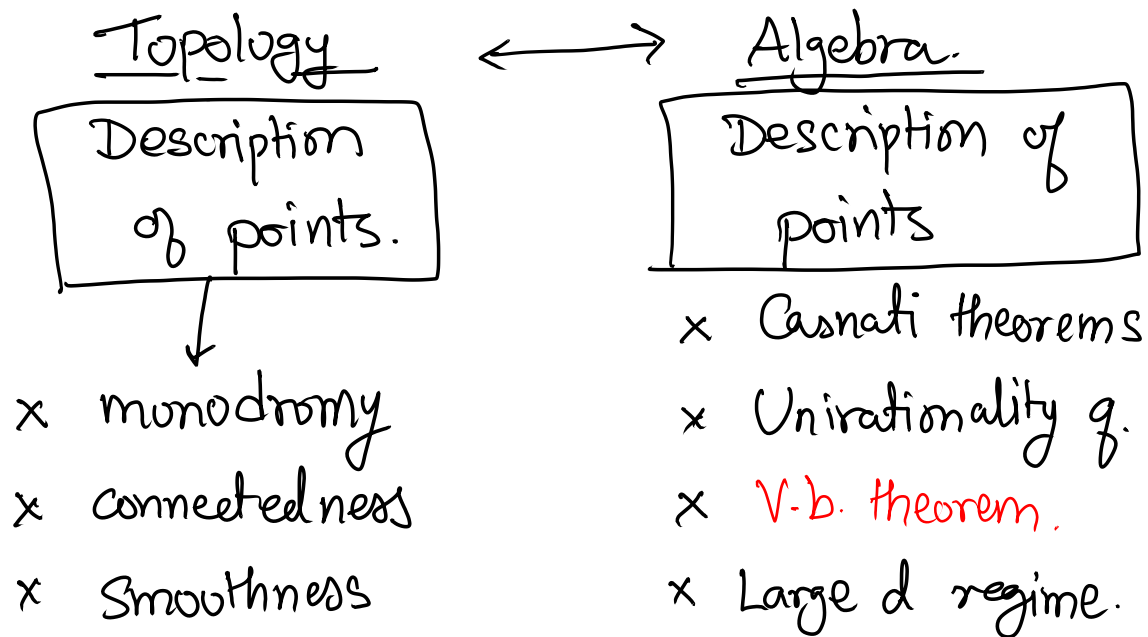 Topology ⟷ Algebra.
Description
of points.
Description of
points
x monodromy
x connectedness
x smoothness
x Casnati theorems
x Unirationality q.
x V.b. theorem.
x Large d regime.